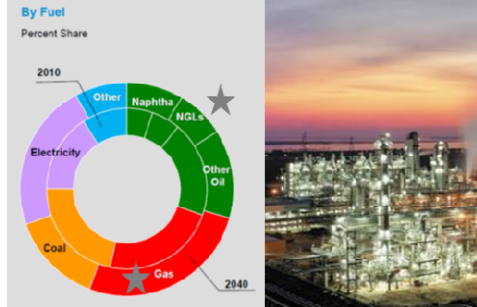 By Fuel
Percent Share
2010
Other
Naphtha
NGLs
Electricity
Other
Oil
Coal
Gas
2040